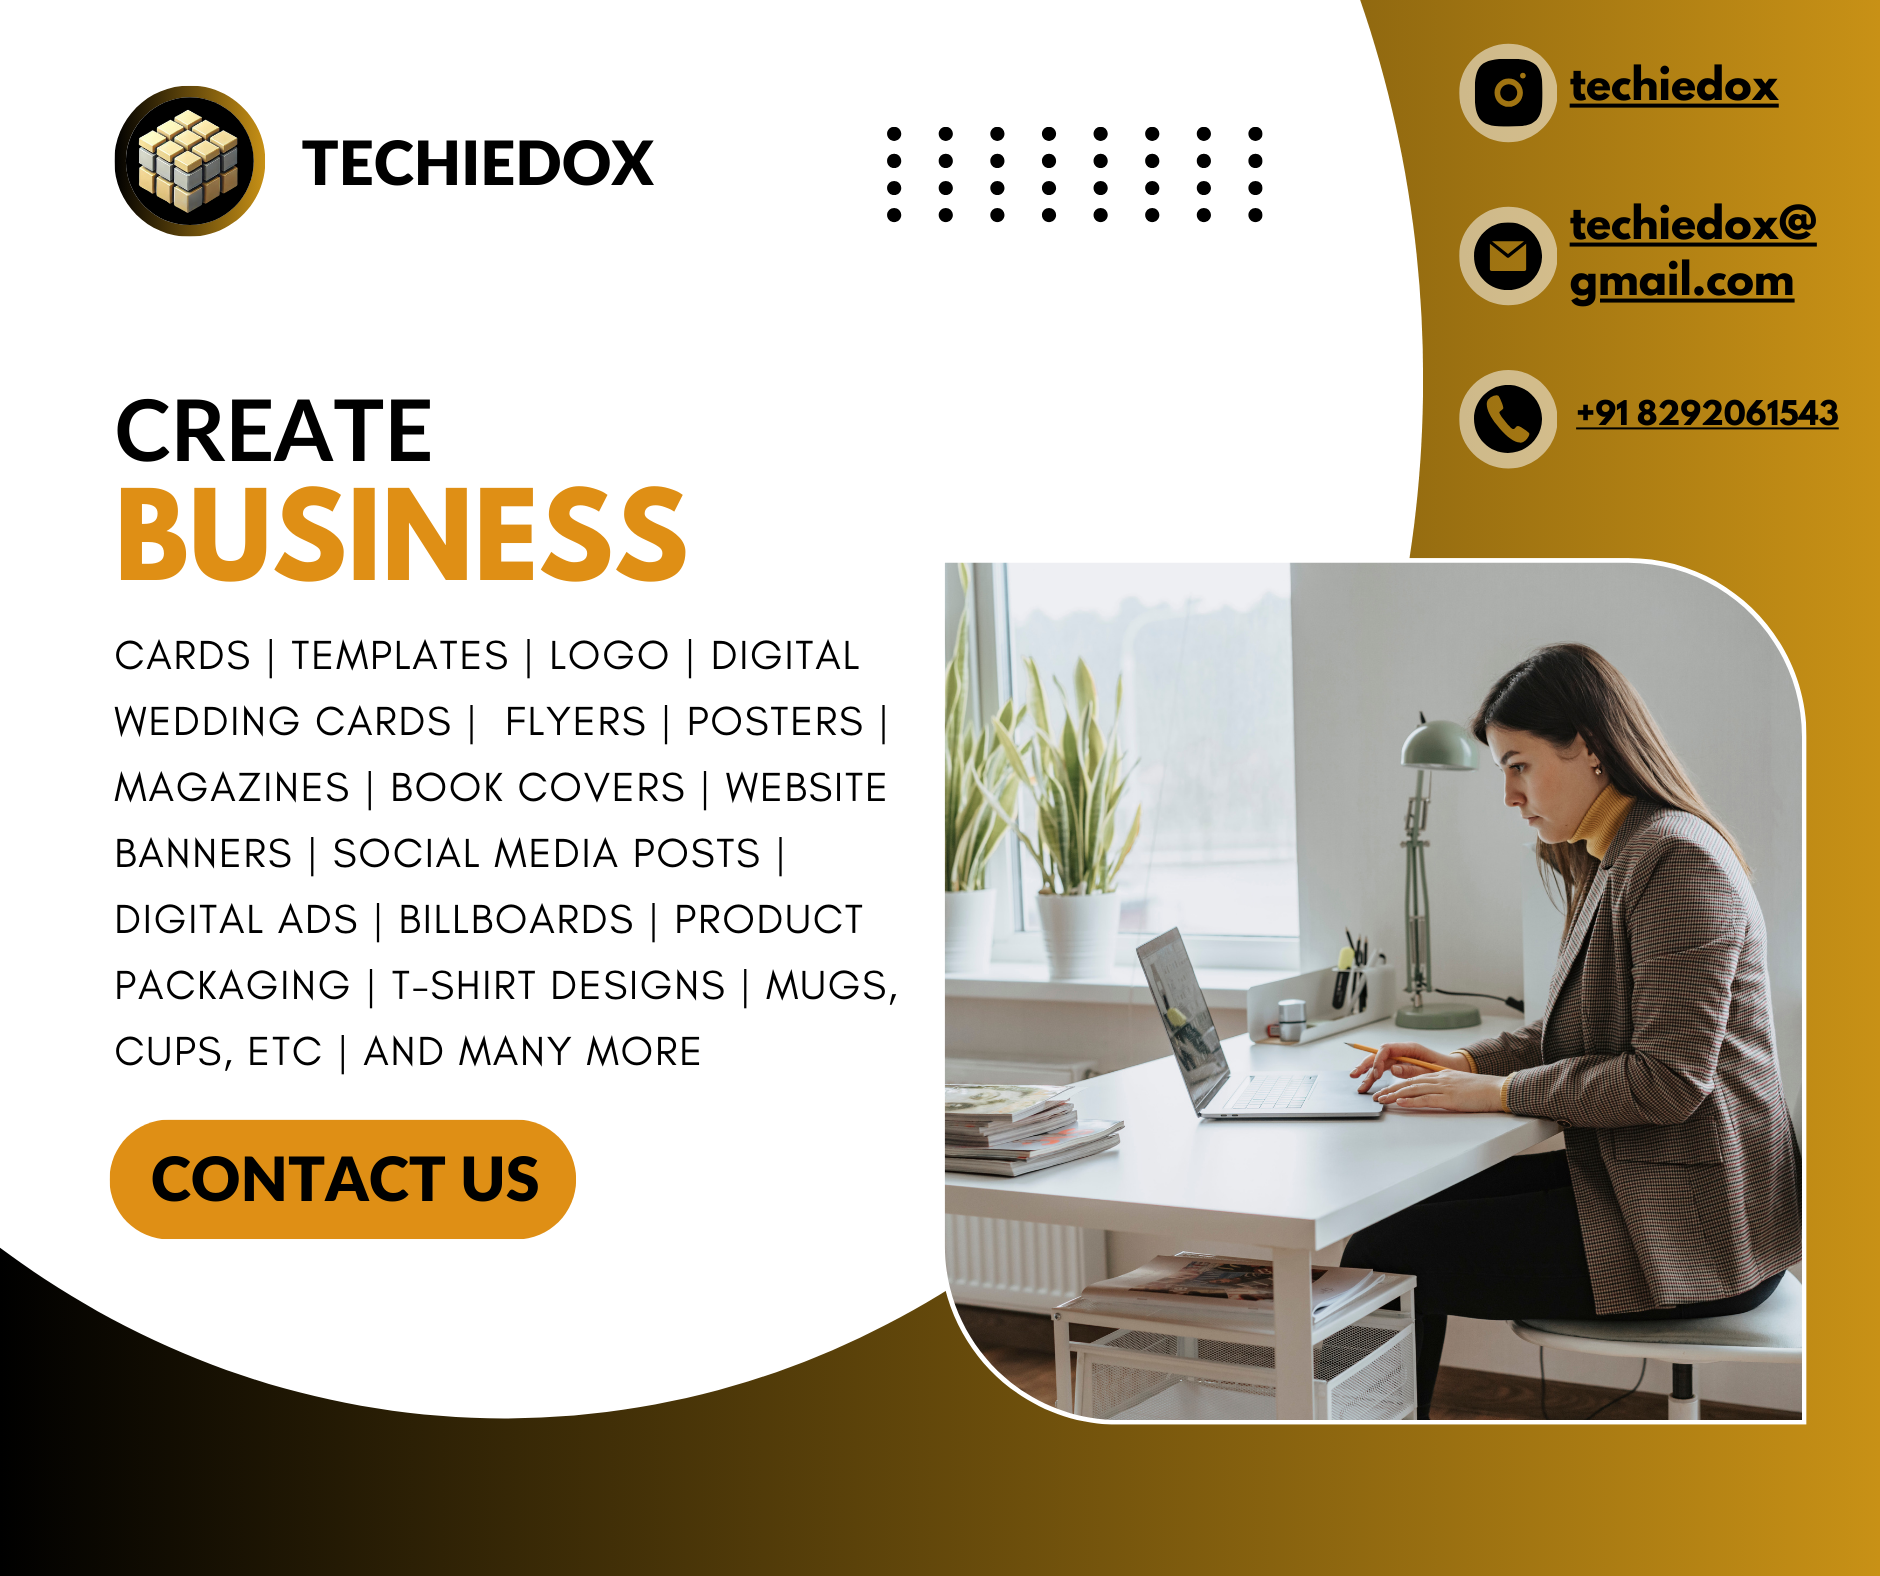 TECHIEDOX
techiedox
techiedox@
gmail.com
+91 8292061543
CREATE
BUSINESS
CARDS | TEMPLATES | LOGO | DIGITAL
WEDDING CARDS |  FLYERS | POSTERS |
MAGAZINES | BOOK COVERS | WEBSITE
BANNERS | SOCIAL MEDIA POSTS |
DIGITAL ADS | BILLBOARDS | PRODUCT
PACKAGING | T-SHIRT DESIGNS | MUGS,
CUPS, ETC | AND MANY MORE
CONTACT US